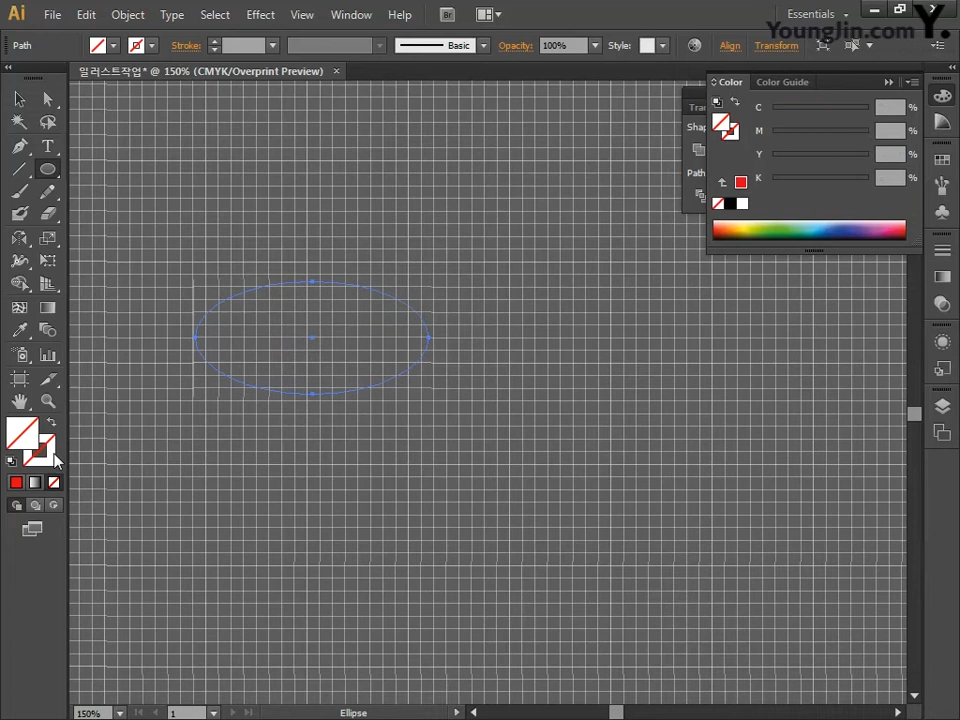 Ai File Edit Object Type Select Effect View Window Help Br Essentials
YoungJin.com Y.
Path Stroke: Basic Opacity: 100% Style: Align Transform
일러스트작업* @ 150% (CMYK/Overprint Preview) ×
Color Color Guide
C %
M %
Y %
K %
150% 1 Ellipse